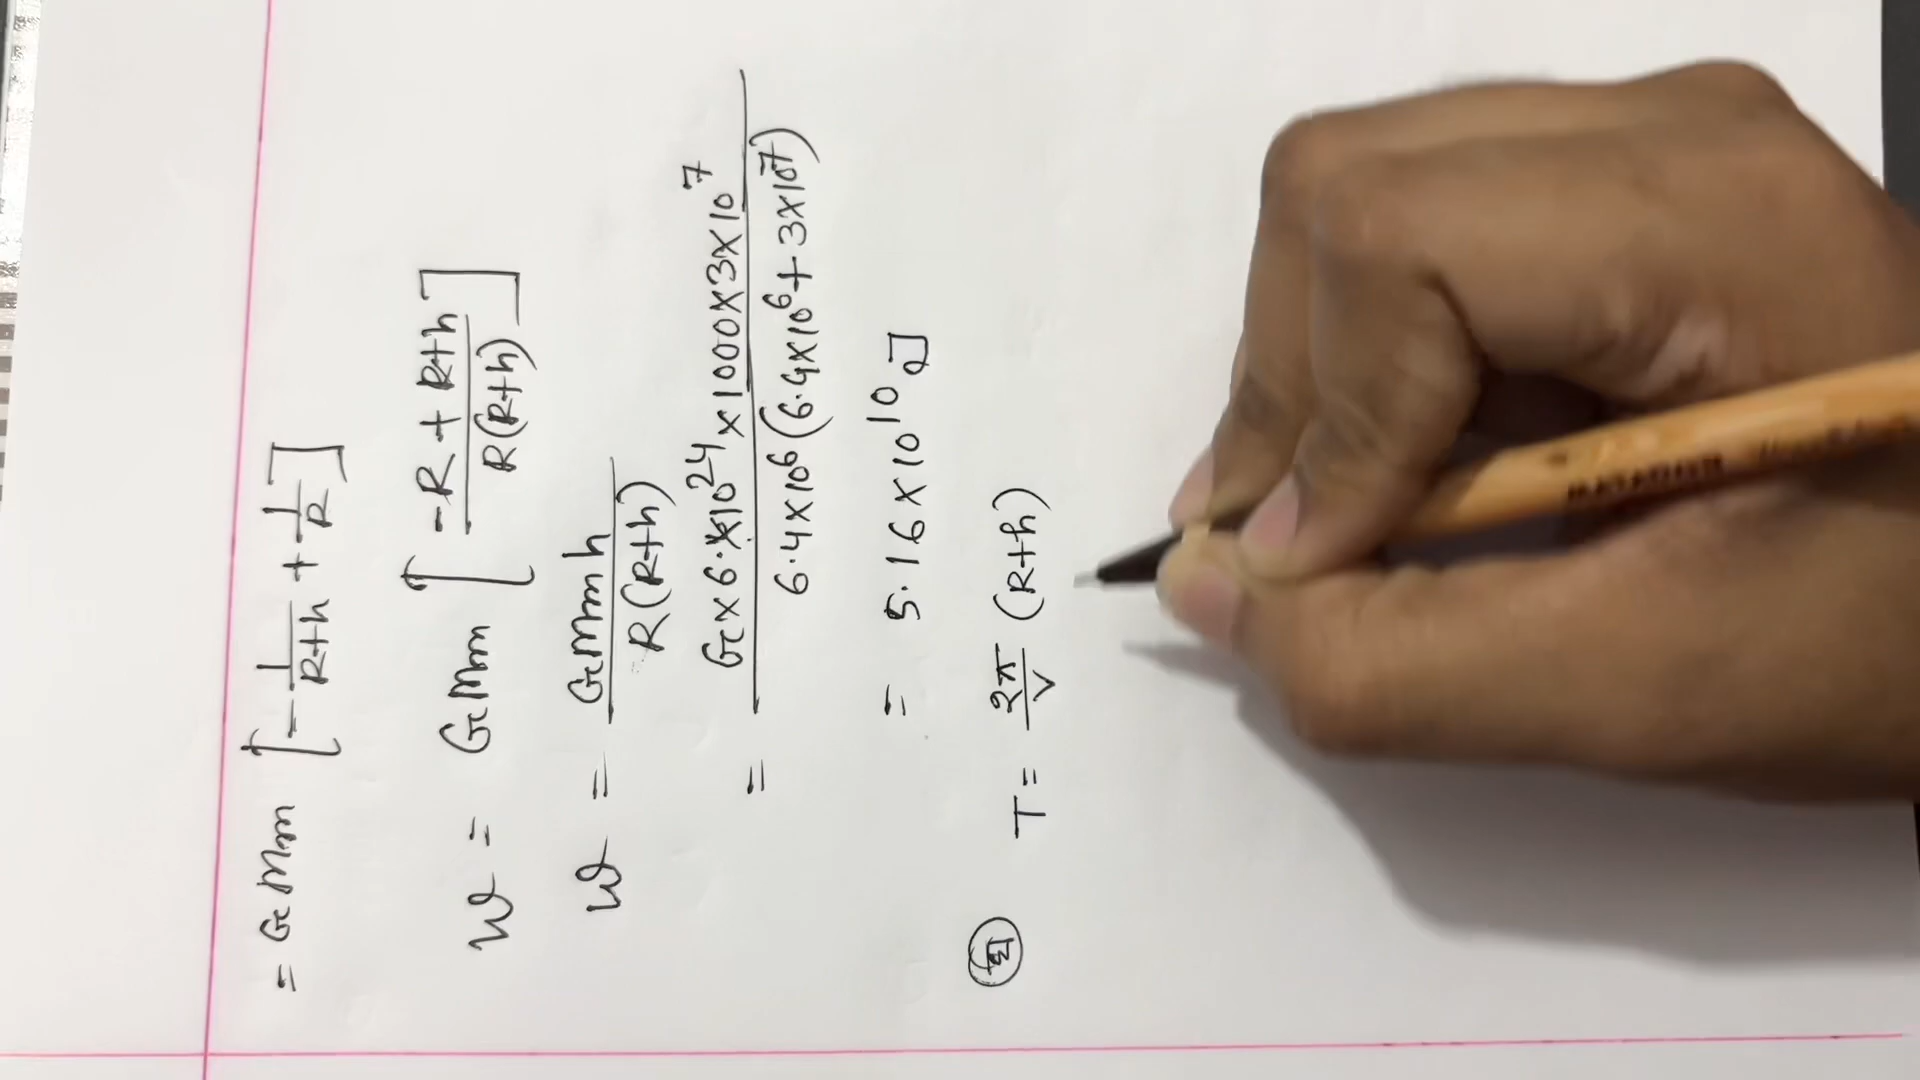 = GMm [ - 1/R+h + 1/R ]
W = GMm [ -R + R+h / R(R+h) ]
W = GMmh / R(R+h)
= G×6.×10^24 ×1000×3×10^7 / 6.4×10^6 (6.4×10^6 + 3×10^7)
= 5.16×10^10
ঘ T = 2π/v (R+h)
MATADOR